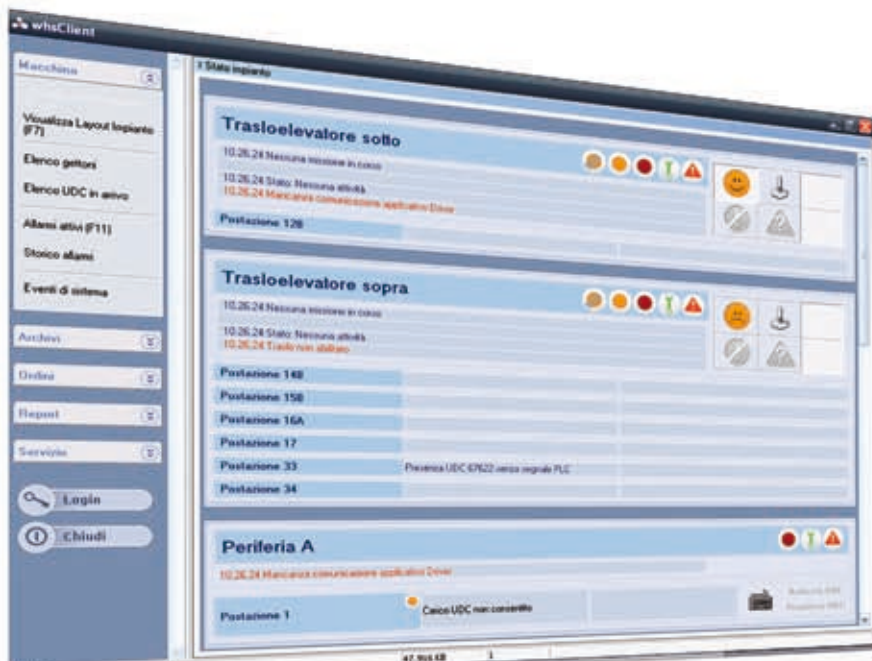 whsClient
Macchina
Visualizza Layout Impianto
(F7)
Elenco gettoni
Elenco UDC in arrivo
Allarmi attivi (F11)
Storico allarmi
Eventi di sistema
Archivi
Ordini
Report
Servizio
Login
Chiudi
Stato impianto
Trasloelevatore sotto
10.26.24 Nessuna missione in corso
10.26.24 Stato: Nessuna attività
10.26.24 Mancanza comunicazione applicativo Driver
Postazione 12B
Trasloelevatore sopra
10.26.24 Nessuna missione in corso
10.26.24 Stato: Nessuna attività
10.26.24 Traslo non abilitato
Postazione 14B
Postazione 15B
Postazione 16A
Postazione 17
Postazione 33 Presenza UDC 67622 senza segnale PLC
Postazione 34
Periferia A
10.26.24 Mancanza comunicazione applicativo Driver
Postazione 1 Carico UDC non consentito